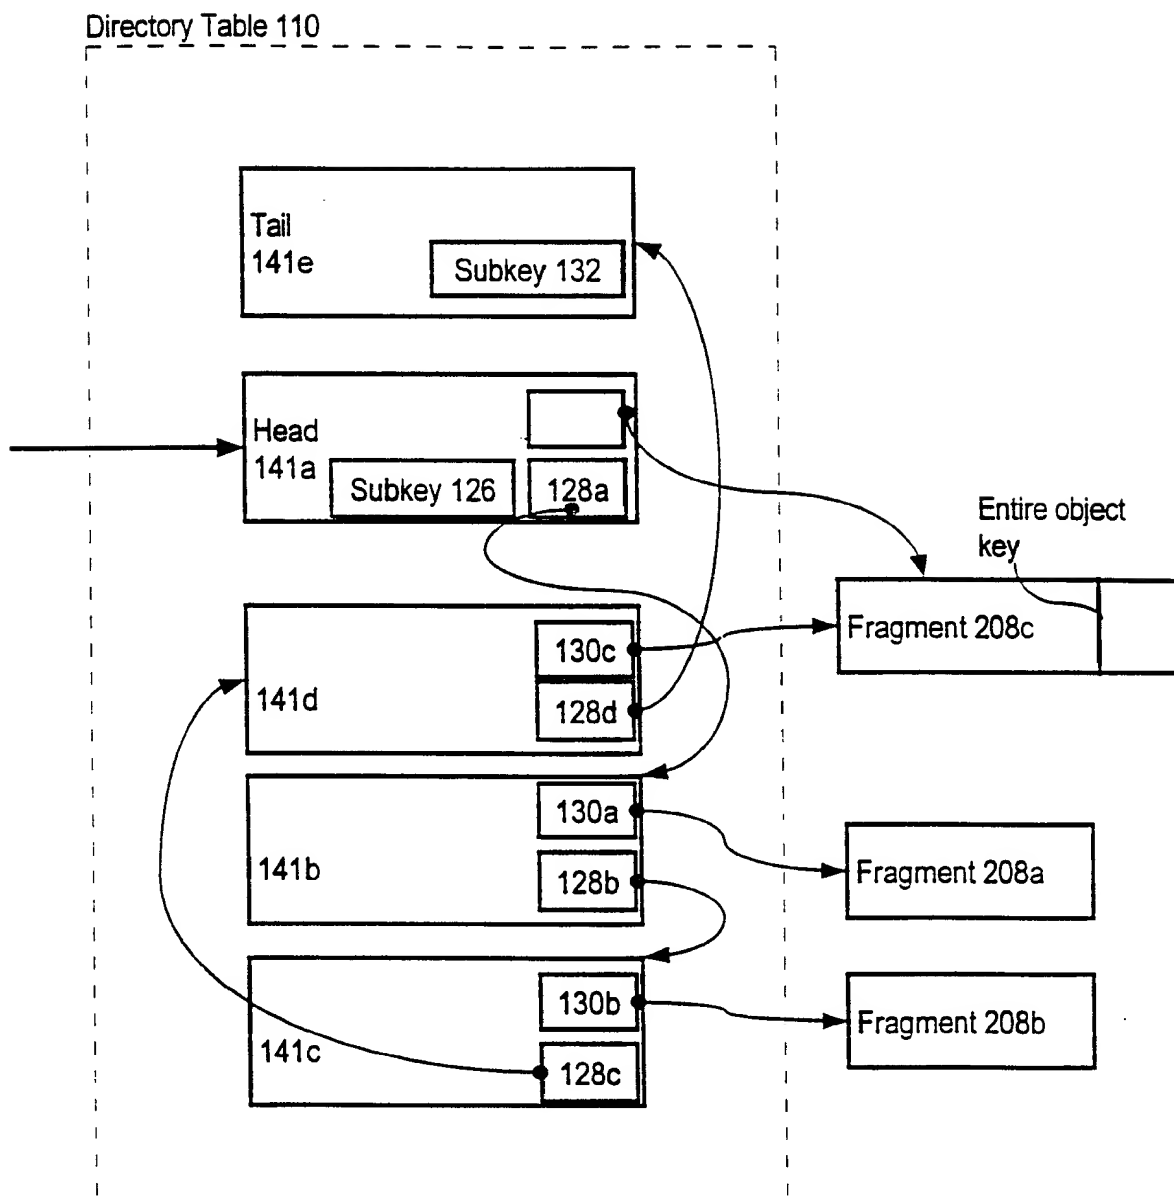 Directory Table 110
Tail
141e
Subkey 132
Head
141a
Subkey 126
128a
Entire object
key
130c
Fragment 208c
141d
128d
130a
141b
Fragment 208a
128b
130b
Fragment 208b
141c
128c